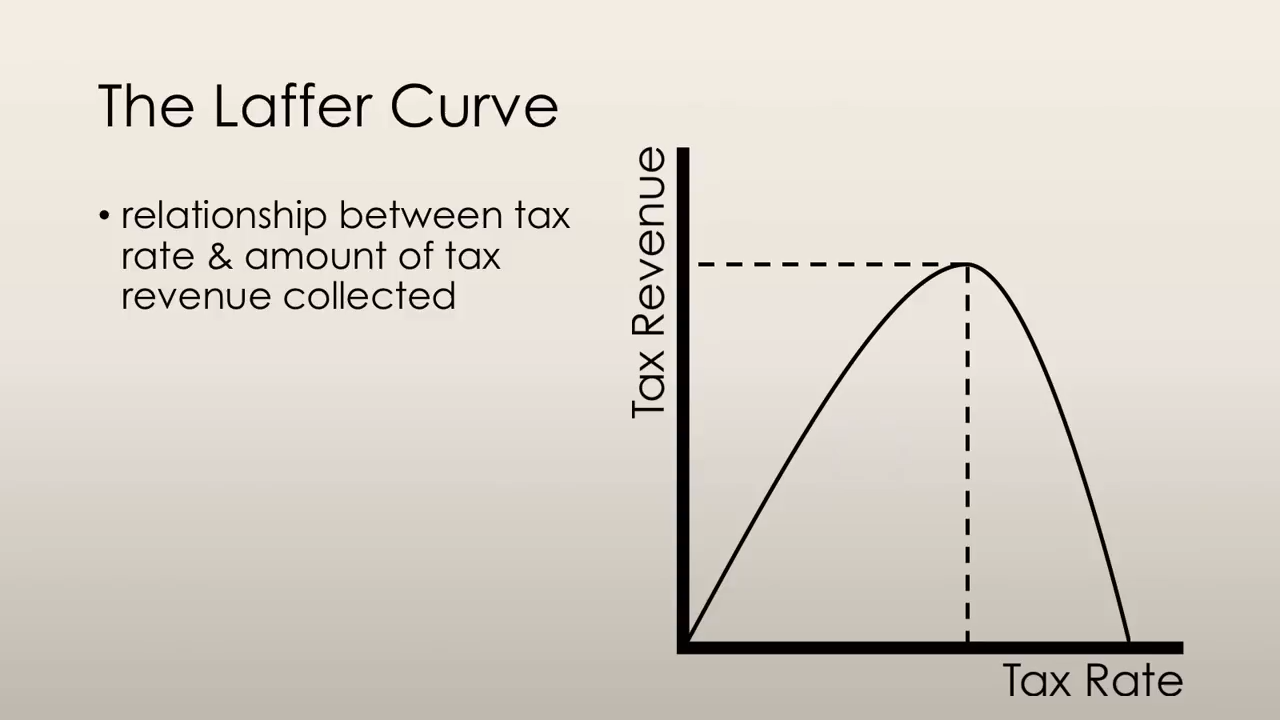 The Laffer Curve
• relationship between tax
rate & amount of tax
revenue collected
Tax Revenue
Tax Rate